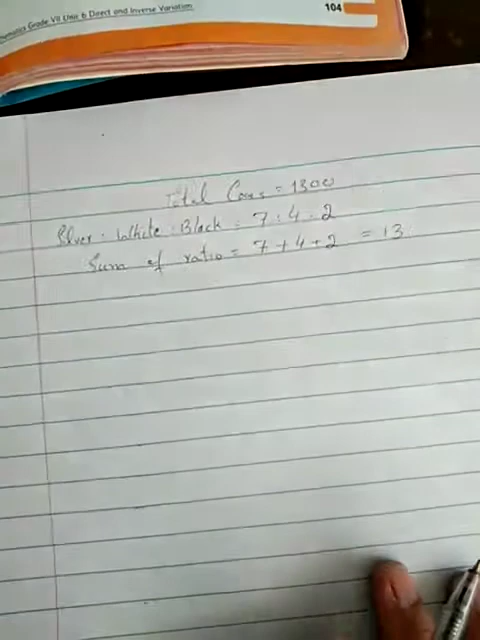 104
Mathematics Grade VII Unit 6 Direct and Inverse Variation
Total Cars = 1300
Silver : White : Black = 7 : 4 : 2
Sum of ratio = 7 + 4 + 2 = 13